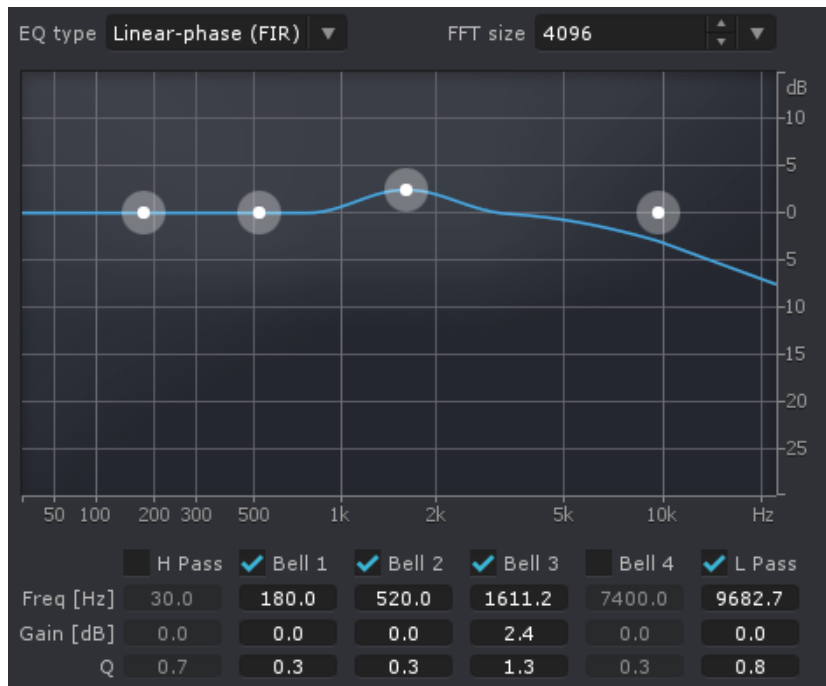 EQ type Linear-phase (FIR) FFT size 4096
dB
-10
-5
-0
-5
-10
-15
-20
-25
50 100 200 300 500 1k 2k 5k 10k Hz
H Pass Bell 1 Bell 2 Bell 3 Bell 4 L Pass
Freq [Hz] 30.0 180.0 520.0 1611.2 7400.0 9682.7
Gain [dB] 0.0 0.0 0.0 2.4 0.0 0.0
Q 0.7 0.3 0.3 1.3 0.3 0.8